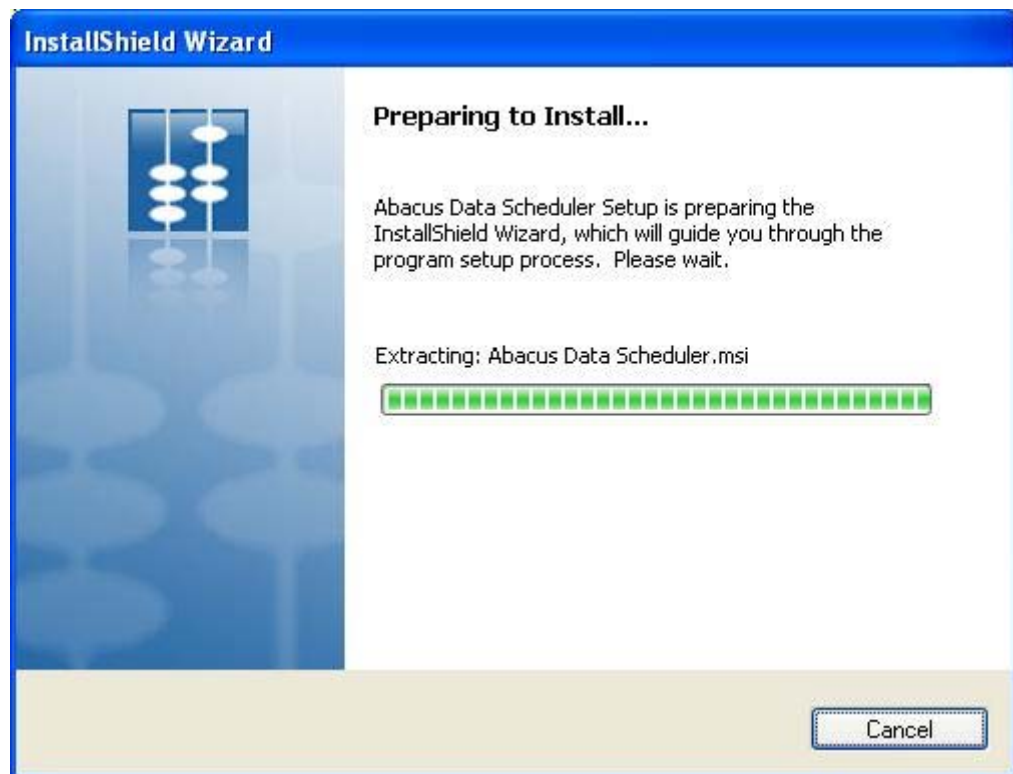 InstallShield Wizard
Preparing to Install...
Abacus Data Scheduler Setup is preparing the
InstallShield Wizard, which will guide you through the
program setup process.  Please wait.
Extracting: Abacus Data Scheduler.msi
Cancel